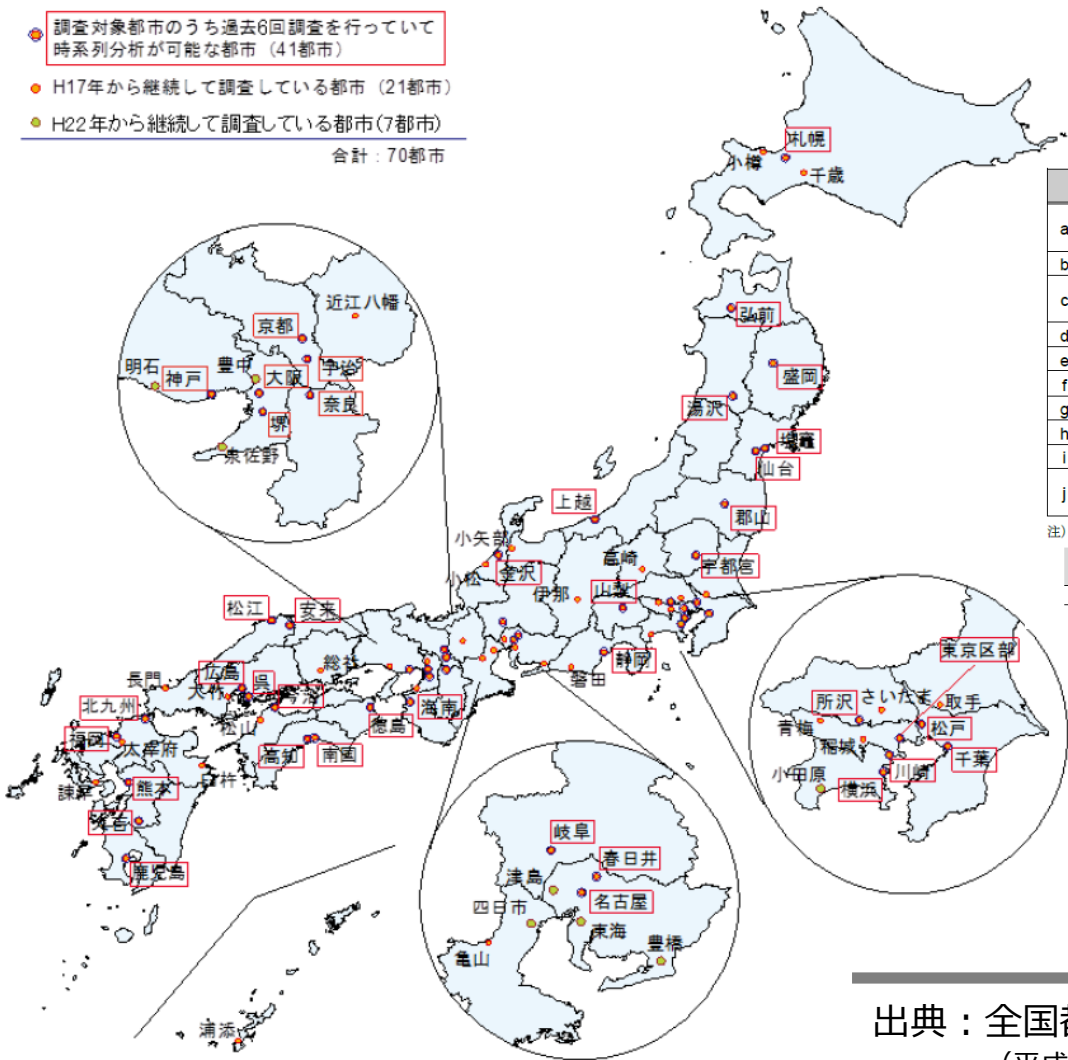 調査対象都市のうち過去6回調査を行っていて
時系列分析が可能な都市（41都市）
H17年から継続して調査している都市（21都市）
H22年から継続して調査している都市(7都市)
合計：70都市
札幌
小樽
千歳
弘前
盛岡
湯沢
塩竈
仙台
郡山
上越
宇都宮
小矢部
高崎
金沢
小松
伊那
山梨
静岡
磐田
近江八幡
京都
宇治
明石
神戸
豊中
大阪
奈良
堺
泉佐野
松江
安来
総社
長門
広島
呉
大竹
今治
北九州
松山
徳島
海南
福岡
太宰府
高知
南国
臼杵
諫早
熊本
人吉
鹿児島
浦添
東京区部
所沢
さいたま
取手
青梅
松戸
稲城
千葉
小田原
川崎
横浜
岐阜
春日井
津島
名古屋
四日市
東海
豊橋
亀山
a
b
c
d
e
f
g
h
i
j
注）
出典：全国都
（平成